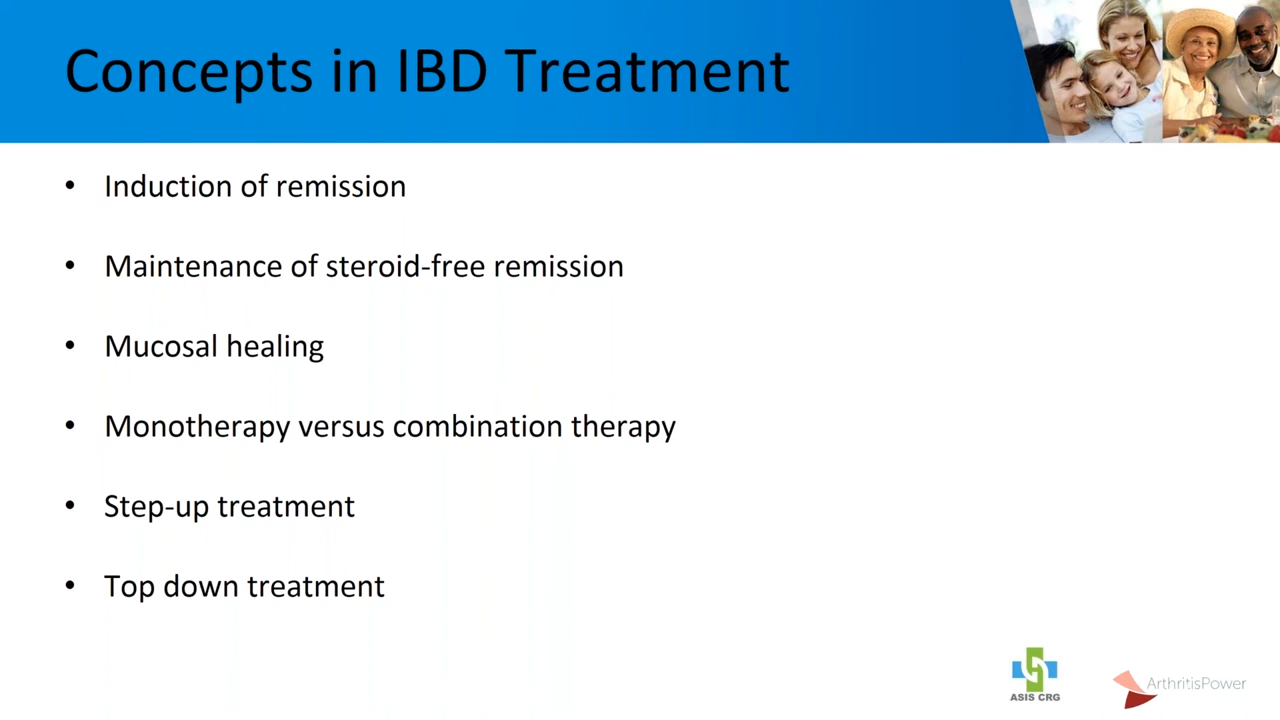 Concepts in IBD Treatment
• Induction of remission
• Maintenance of steroid-free remission
• Mucosal healing
• Monotherapy versus combination therapy
• Step-up treatment
• Top down treatment
ASIS CRG
ArthritisPower